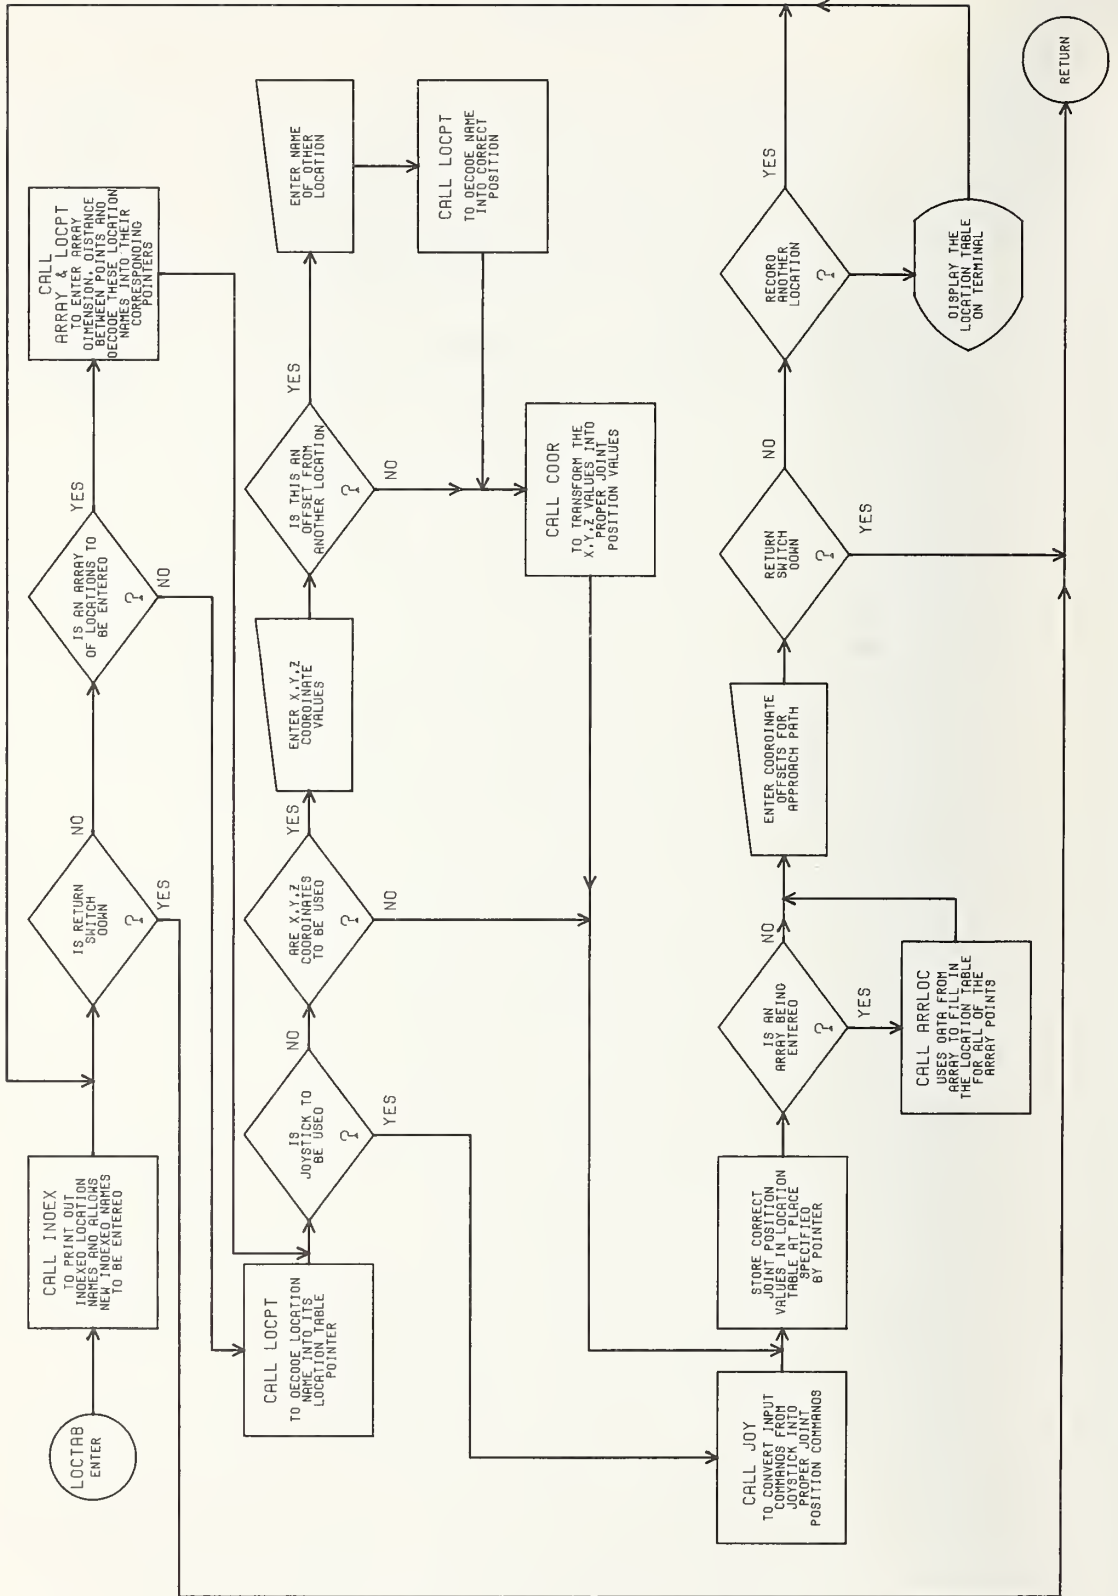 LOCTAB
ENTER
CALL INDEX
TO PRINT OUT
INDEXED LOCATION
NAMES AND ALLOWS
NEW INDEXED NAMES
TO BE ENTERED
IS RETURN
SWITCH
DOWN
?
NO
YES
IS AN ARRAY
OF LOCATIONS TO
BE ENTERED
?
YES
NO
CALL
ARRAY & LOCPT
TO ENTER ARRAY
DIMENSION, DISTANCE
BETWEEN POINTS AND
DECODE THESE LOCATION
NAMES INTO THEIR
CORRESPONDING
POINTERS
CALL LOCPT
TO DECODE LOCATION
NAME INTO ITS
LOCATION TABLE
POINTER
IS
JOYSTICK TO
BE USED
?
NO
YES
ARE X,Y,Z
COORDINATES
TO BE USED
?
YES
NO
ENTER X,Y,Z
COORDINATE
VALUES
IS THIS AN
OFFSET FROM
ANOTHER LOCATION
?
YES
NO
ENTER NAME
OF OTHER
LOCATION
CALL LOCPT
TO DECODE NAME
INTO CORRECT
POSITION
CALL COOR
TO TRANSFORM THE
X,Y,Z VALUES INTO
PROPER JOINT
POSITION VALUES
CALL JOY
TO CONVERT INPUT
COMMANDS FROM
JOYSTICK INTO
PROPER JOINT
POSITION COMMANDS
STORE CORRECT
JOINT POSITION
VALUES IN LOCATION
TABLE AT PLACE
SPECIFIED
BY POINTER
IS AN
ARRAY BEING
ENTERED
?
NO
YES
CALL ARRLOC
USES DATA FROM
ARRAY TO FILL IN
THE LOCATION TABLE
FOR ALL OF THE
ARRAY POINTS
ENTER COORDINATE
OFFSETS FOR
APPROACH PATH
RETURN
SWITCH
DOWN
?
NO
YES
RECORD
ANOTHER
LOCATION
?
YES
DISPLAY THE
LOCATION TABLE
ON TERMINAL
RETURN